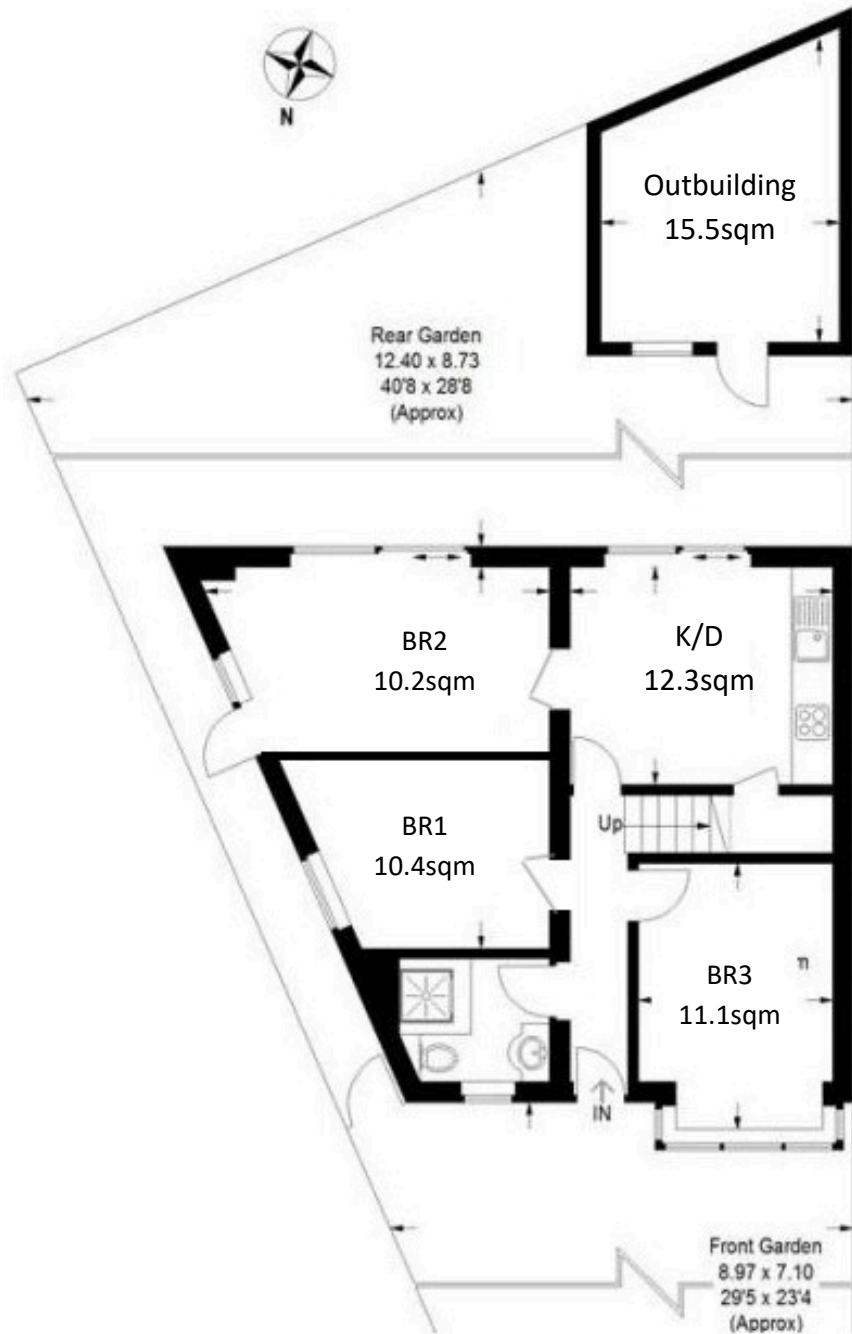 N
Outbuilding
15.5sqm
Rear Garden
12.40 x 8.73
40'8 x 28'8
(Approx)
BR2
10.2sqm
K/D
12.3sqm
BR1
10.4sqm
Up
BR3
11.1sqm
IN
Front Garden
8.97 x 7.10
29'5 x 23'4
(Approx)